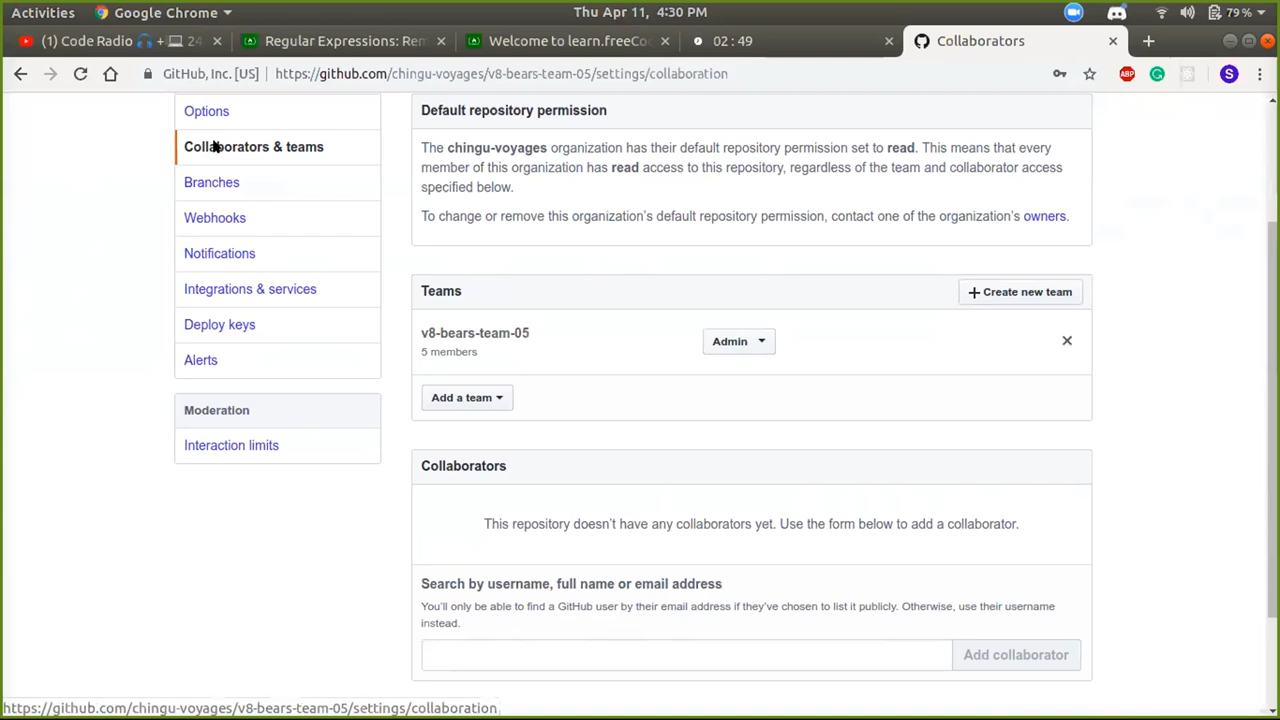 Activities Google Chrome Thu Apr 11, 4:30 PM 79%
(1) Code Radio 🎧 + 💻 24 Regular Expressions: Rem Welcome to learn.freeCo 02:49 Collaborators
GitHub, Inc. [US] https://github.com/chingu-voyages/v8-bears-team-05/settings/collaboration ABP S
Options
Collaborators & teams
Branches
Webhooks
Notifications
Integrations & services
Deploy keys
Alerts
Moderation
Interaction limits
Default repository permission
The chingu-voyages organization has their default repository permission set to read. This means that every
member of this organization has read access to this repository, regardless of the team and collaborator access
specified below.
To change or remove this organization's default repository permission, contact one of the organization's owners.
Teams
+ Create new team
v8-bears-team-05
5 members
Admin
Add a team
Collaborators
This repository doesn't have any collaborators yet. Use the form below to add a collaborator.
Search by username, full name or email address
You'll only be able to find a GitHub user by their email address if they've chosen to list it publicly. Otherwise, use their username
instead.
Add collaborator
https://github.com/chingu-voyages/v8-bears-team-05/settings/collaboration